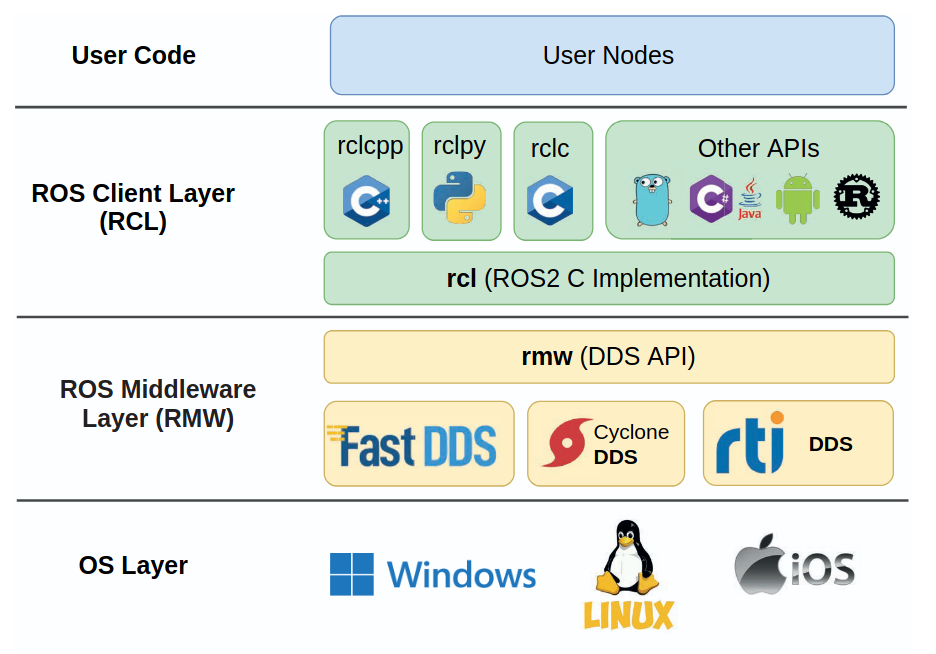 User Code
User Nodes
ROS Client Layer
(RCL)
rclcpp
rclpy
rclc
Other APIs
C++
C
C#
Java
R
rcl (ROS2 C Implementation)
ROS Middleware
Layer (RMW)
rmw (DDS API)
Fast DDS
Cyclone
DDS
rti
DDS
OS Layer
Windows
LINUX
iOS